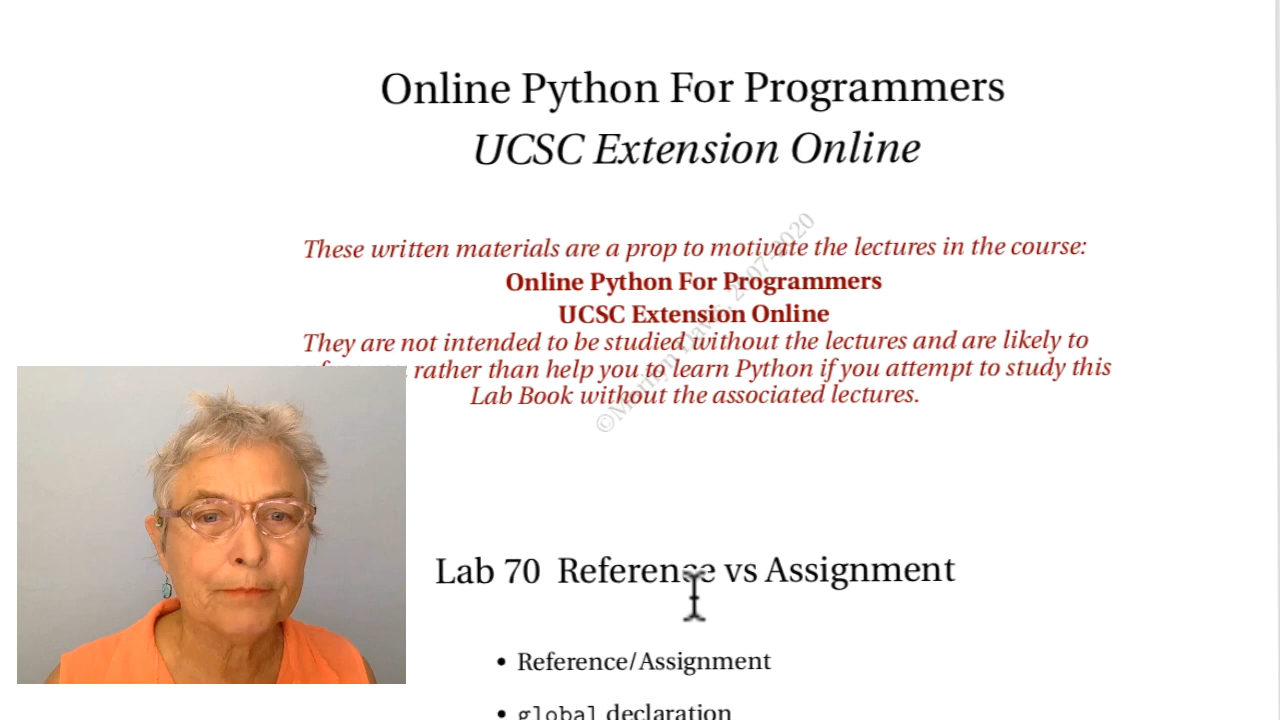 Online Python For Programmers
UCSC Extension Online
These written materials are a prop to motivate the lectures in the course:
Online Python For Programmers
UCSC Extension Online
They are not intended to be studied without the lectures and are likely to
rather than help you to learn Python if you attempt to study this
Lab Book without the associated lectures.
Lab 70 Reference vs Assignment
• Reference/Assignment
• global declaration